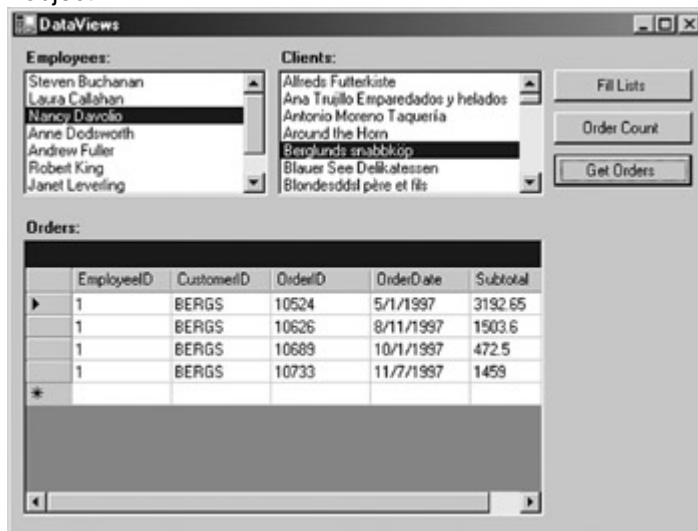 DataViews
Employees:
Steven Buchanan
Laura Callahan
Nancy Davolio
Anne Dodsworth
Andrew Fuller
Robert King
Janet Leverling
Clients:
Alfreds Futterkiste
Ana Trujillo Emparedados y helados
Antonio Moreno Taquería
Around the Horn
Berglunds snabbköp
Blauer See Delikatessen
Blondesddsl père et fils
Fill Lists
Order Count
Get Orders
Orders:
EmployeeID CustomerID OrderID OrderDate Subtotal
1 BERGS 10524 5/1/1997 3192.65
1 BERGS 10626 8/11/1997 1503.6
1 BERGS 10689 10/1/1997 472.5
1 BERGS 10733 11/7/1997 1459